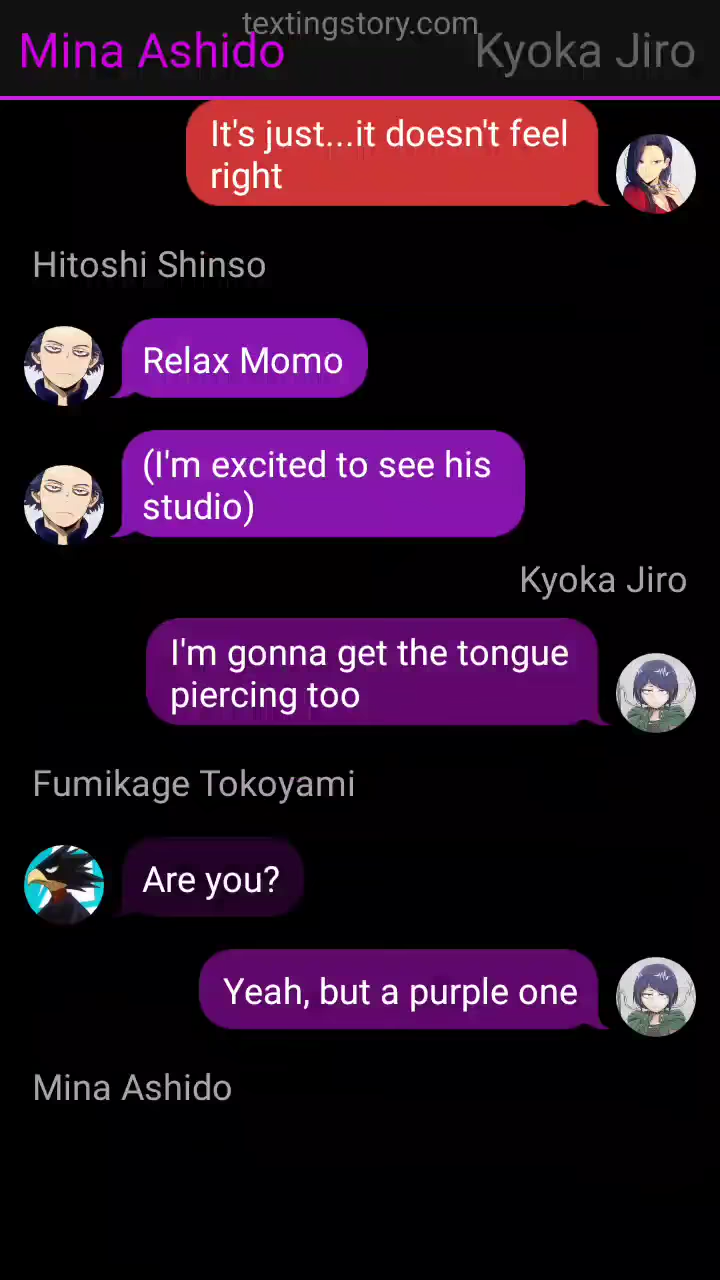 textingstory.com
Mina Ashido
Kyoka Jiro
It's just...it doesn't feel
right
Hitoshi Shinso
Relax Momo
(I'm excited to see his
studio)
Kyoka Jiro
I'm gonna get the tongue
piercing too
Fumikage Tokoyami
Are you?
Yeah, but a purple one
Mina Ashido